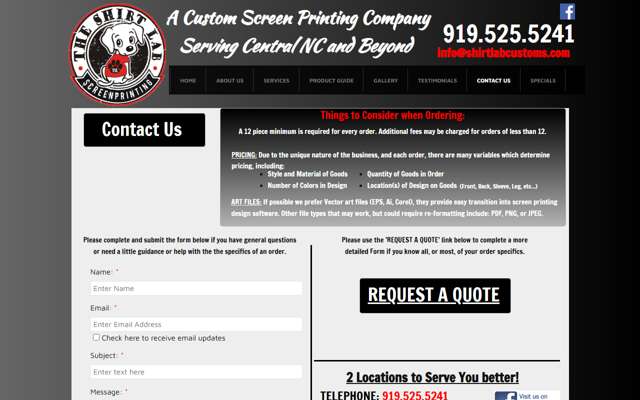 THE SHIRT LAB
SCREENPRINTING
A Custom Screen Printing Company
Serving Central NC and Beyond
919.525.5241
info@shirtlabcustoms.com
HOME ABOUT US SERVICES PRODUCT GUIDE GALLERY TESTIMONIALS CONTACT US SPECIALS
Contact Us
Things to Consider when Ordering:
A 12 piece minimum is required for every order. Additional fees may be charged for orders of less than 12.
PRICING: Due to the unique nature of the business, and each order, there are many variables which determine
pricing, including:
• Style and Material of Goods • Quantity of Goods in Order
• Number of Colors in Design • Location(s) of Design on Goods (Front, Back, Sleeve, Leg, etc...)
ART FILES: If possible we prefer Vector art files (EPS, Ai, Corel), they provide easy transition into screen printing
design software. Other file types that may work, but could require re-formatting include: PDF, PNG, or JPEG.
Please complete and submit the form below if you have general questions
or need a little guidance or help with the the specifics of an order.
Name: *
Enter Name
Email: *
Enter Email Address
Check here to receive email updates
Subject: *
Enter text here
Message: *
Please use the 'REQUEST A QUOTE' link below to complete a more
detailed Form if you know all, or most, of your order specifics.
REQUEST A QUOTE
2 Locations to Serve You better!
TELEPHONE: 919.525.5241
Visit us on